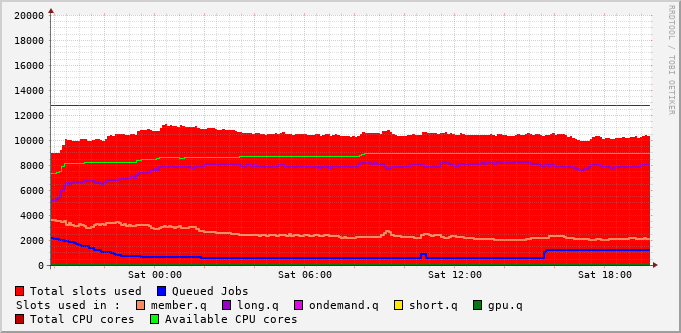 20000
18000
16000
14000
12000
10000
8000
6000
4000
2000
0
Sat 00:00 Sat 06:00 Sat 12:00 Sat 18:00
RRDTOOL / TOBI OETIKER
Total slots used Queued Jobs
Slots used in : member.q long.q ondemand.q short.q gpu.q
Total CPU cores Available CPU cores